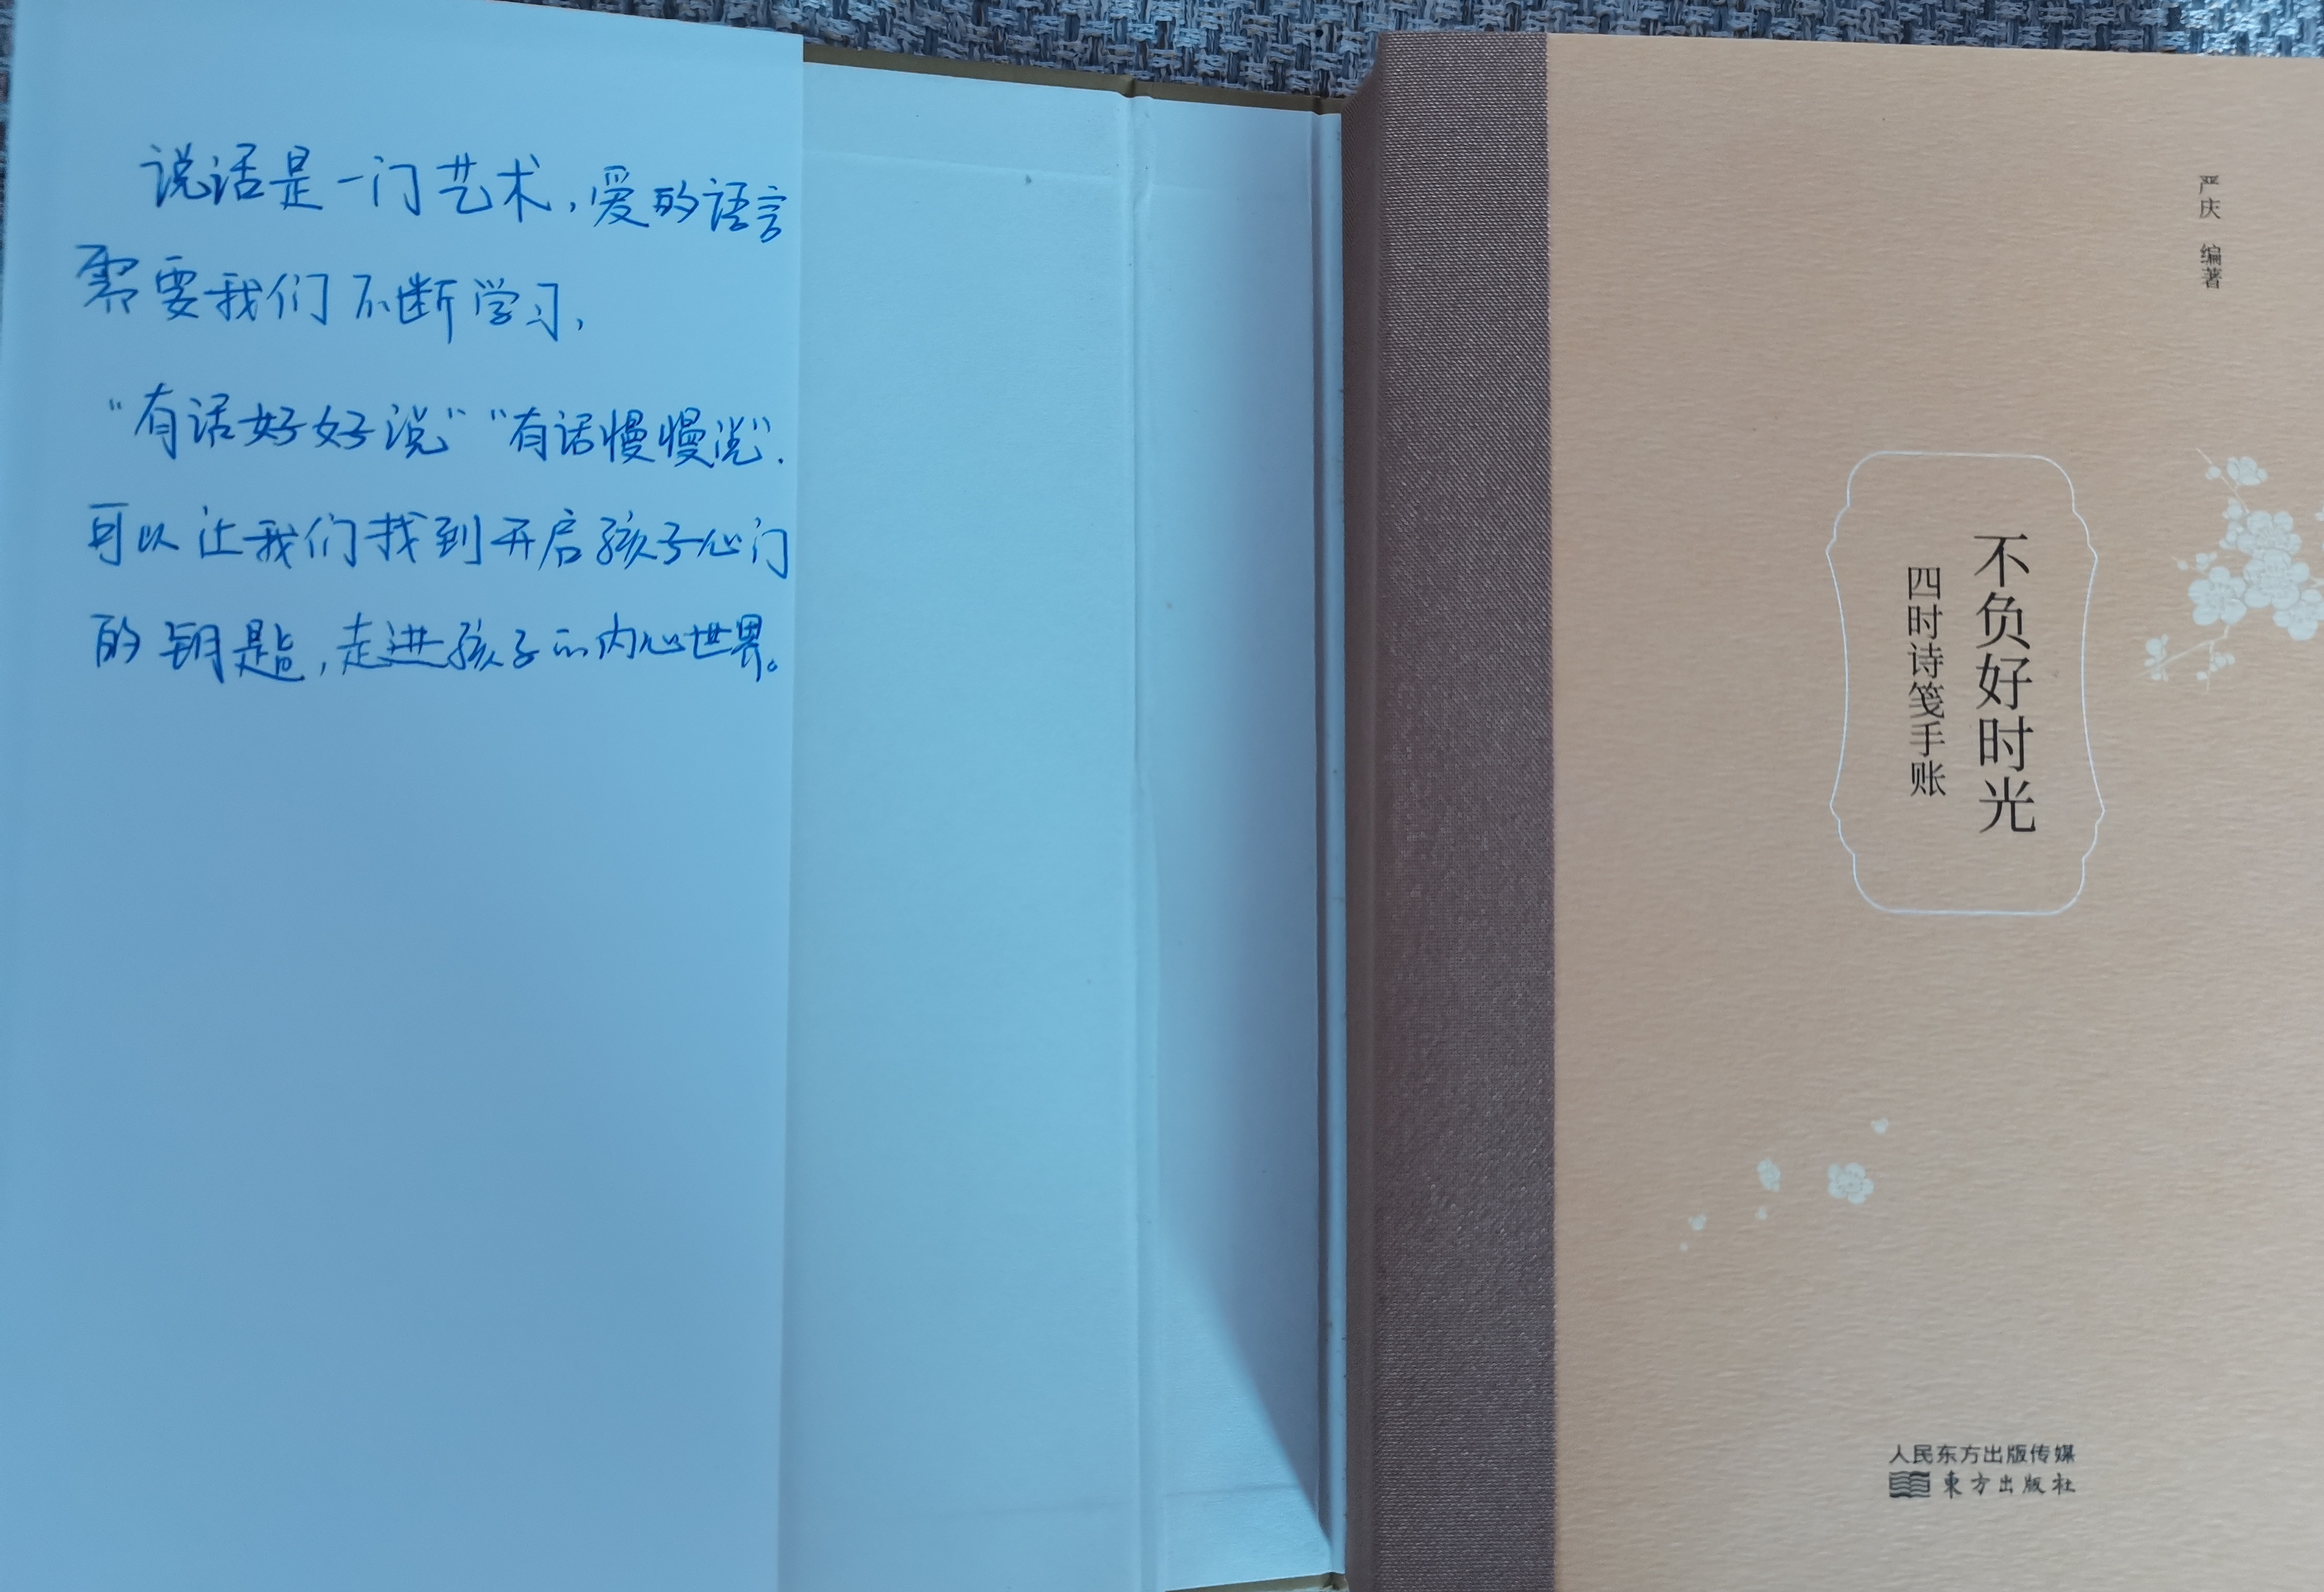 说话是一门艺术,爱的语言
需要我们不断学习,
“有话好好说”“有话慢慢说”.
可以让我们找到开启孩子心门
的钥匙,走进孩子的内心世界。
严庆 编著
不负好时光
四时诗笺手账
人民东方出版传媒
東方出版社